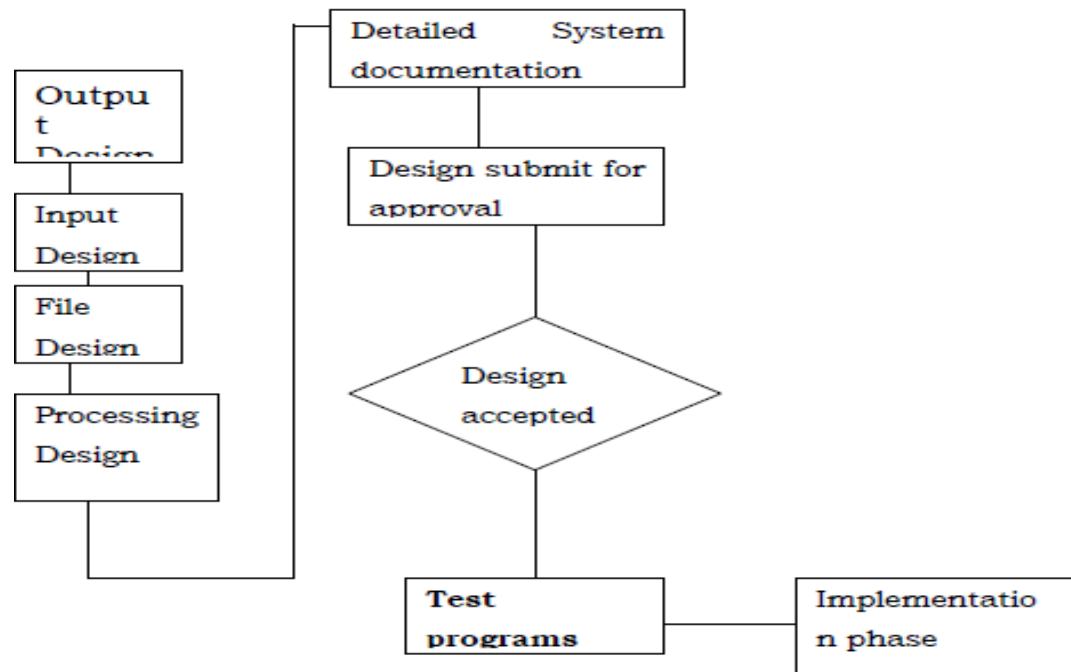 Outpu
t
Design
Input
Design
File
Design
Processing
Design
Detailed System
documentation
Design submit for
approval
Design
accepted
Test
programs
Implementatio
n phase